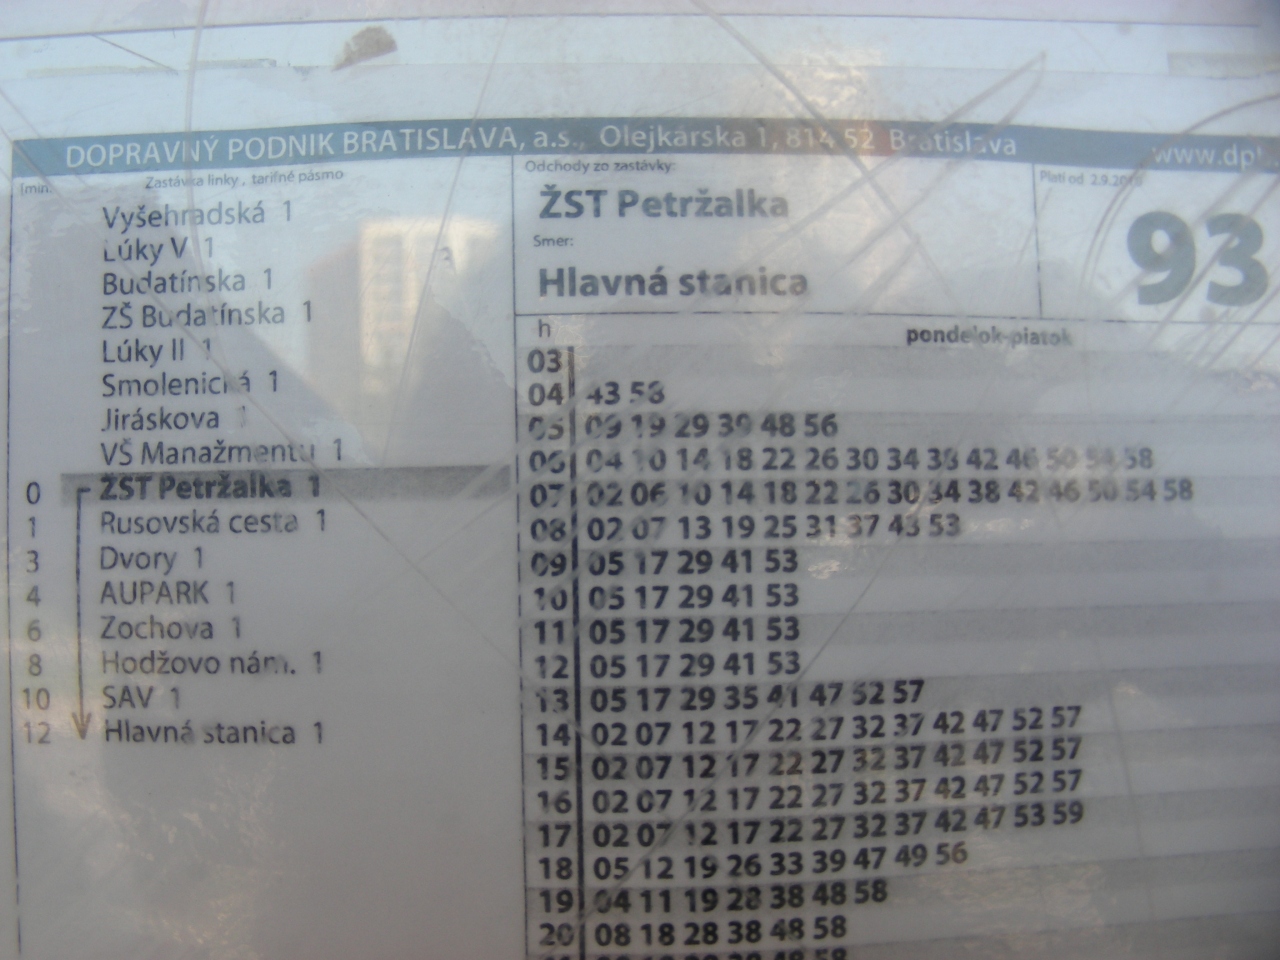 DOPRAVNÝ PODNIK BRATISLAVA, a.s., Olejkárska 1, 814 52 Bratislava
www.dp
[min.
Zastávka linky, tarifné pásmo
Vyšehradská 1
Lúky V 1
Budatínska 1
ZŠ Budatínska 1
Lúky II 1
Smolenická 1
Jiráskova 1
VŠ Manažmentu 1
0 ŽST Petržalka 1
1 Rusovská cesta 1
3 Dvory 1
4 AUPARK 1
6 Zochova 1
8 Hodžovo nám. 1
10 SAV 1
12 Hlavná stanica 1
Odchody zo zastávky:
ŽST Petržalka
Smer:
Hlavná stanica
Platí od 2.9.
93
h pondelok-piatok
03
04 43 58
05 09 19 29 39 48 56
06 04 10 14 18 22 26 30 34 38 42 46 50 54 58
07 02 06 10 14 18 22 26 30 34 38 42 46 50 54 58
08 02 07 13 19 25 31 37 43 53
09 05 17 29 41 53
10 05 17 29 41 53
11 05 17 29 41 53
12 05 17 29 41 53
13 05 17 29 35 41 47 52 57
14 02 07 12 17 22 27 32 37 42 47 52 57
15 02 07 12 17 22 27 32 37 42 47 52 57
16 02 07 12 17 22 27 32 37 42 47 52 57
17 02 07 12 17 22 27 32 37 42 47 53 59
18 05 12 19 26 33 39 47 49 56
19 04 11 19 28 38 48 58
20 08 18 28 38 48 58